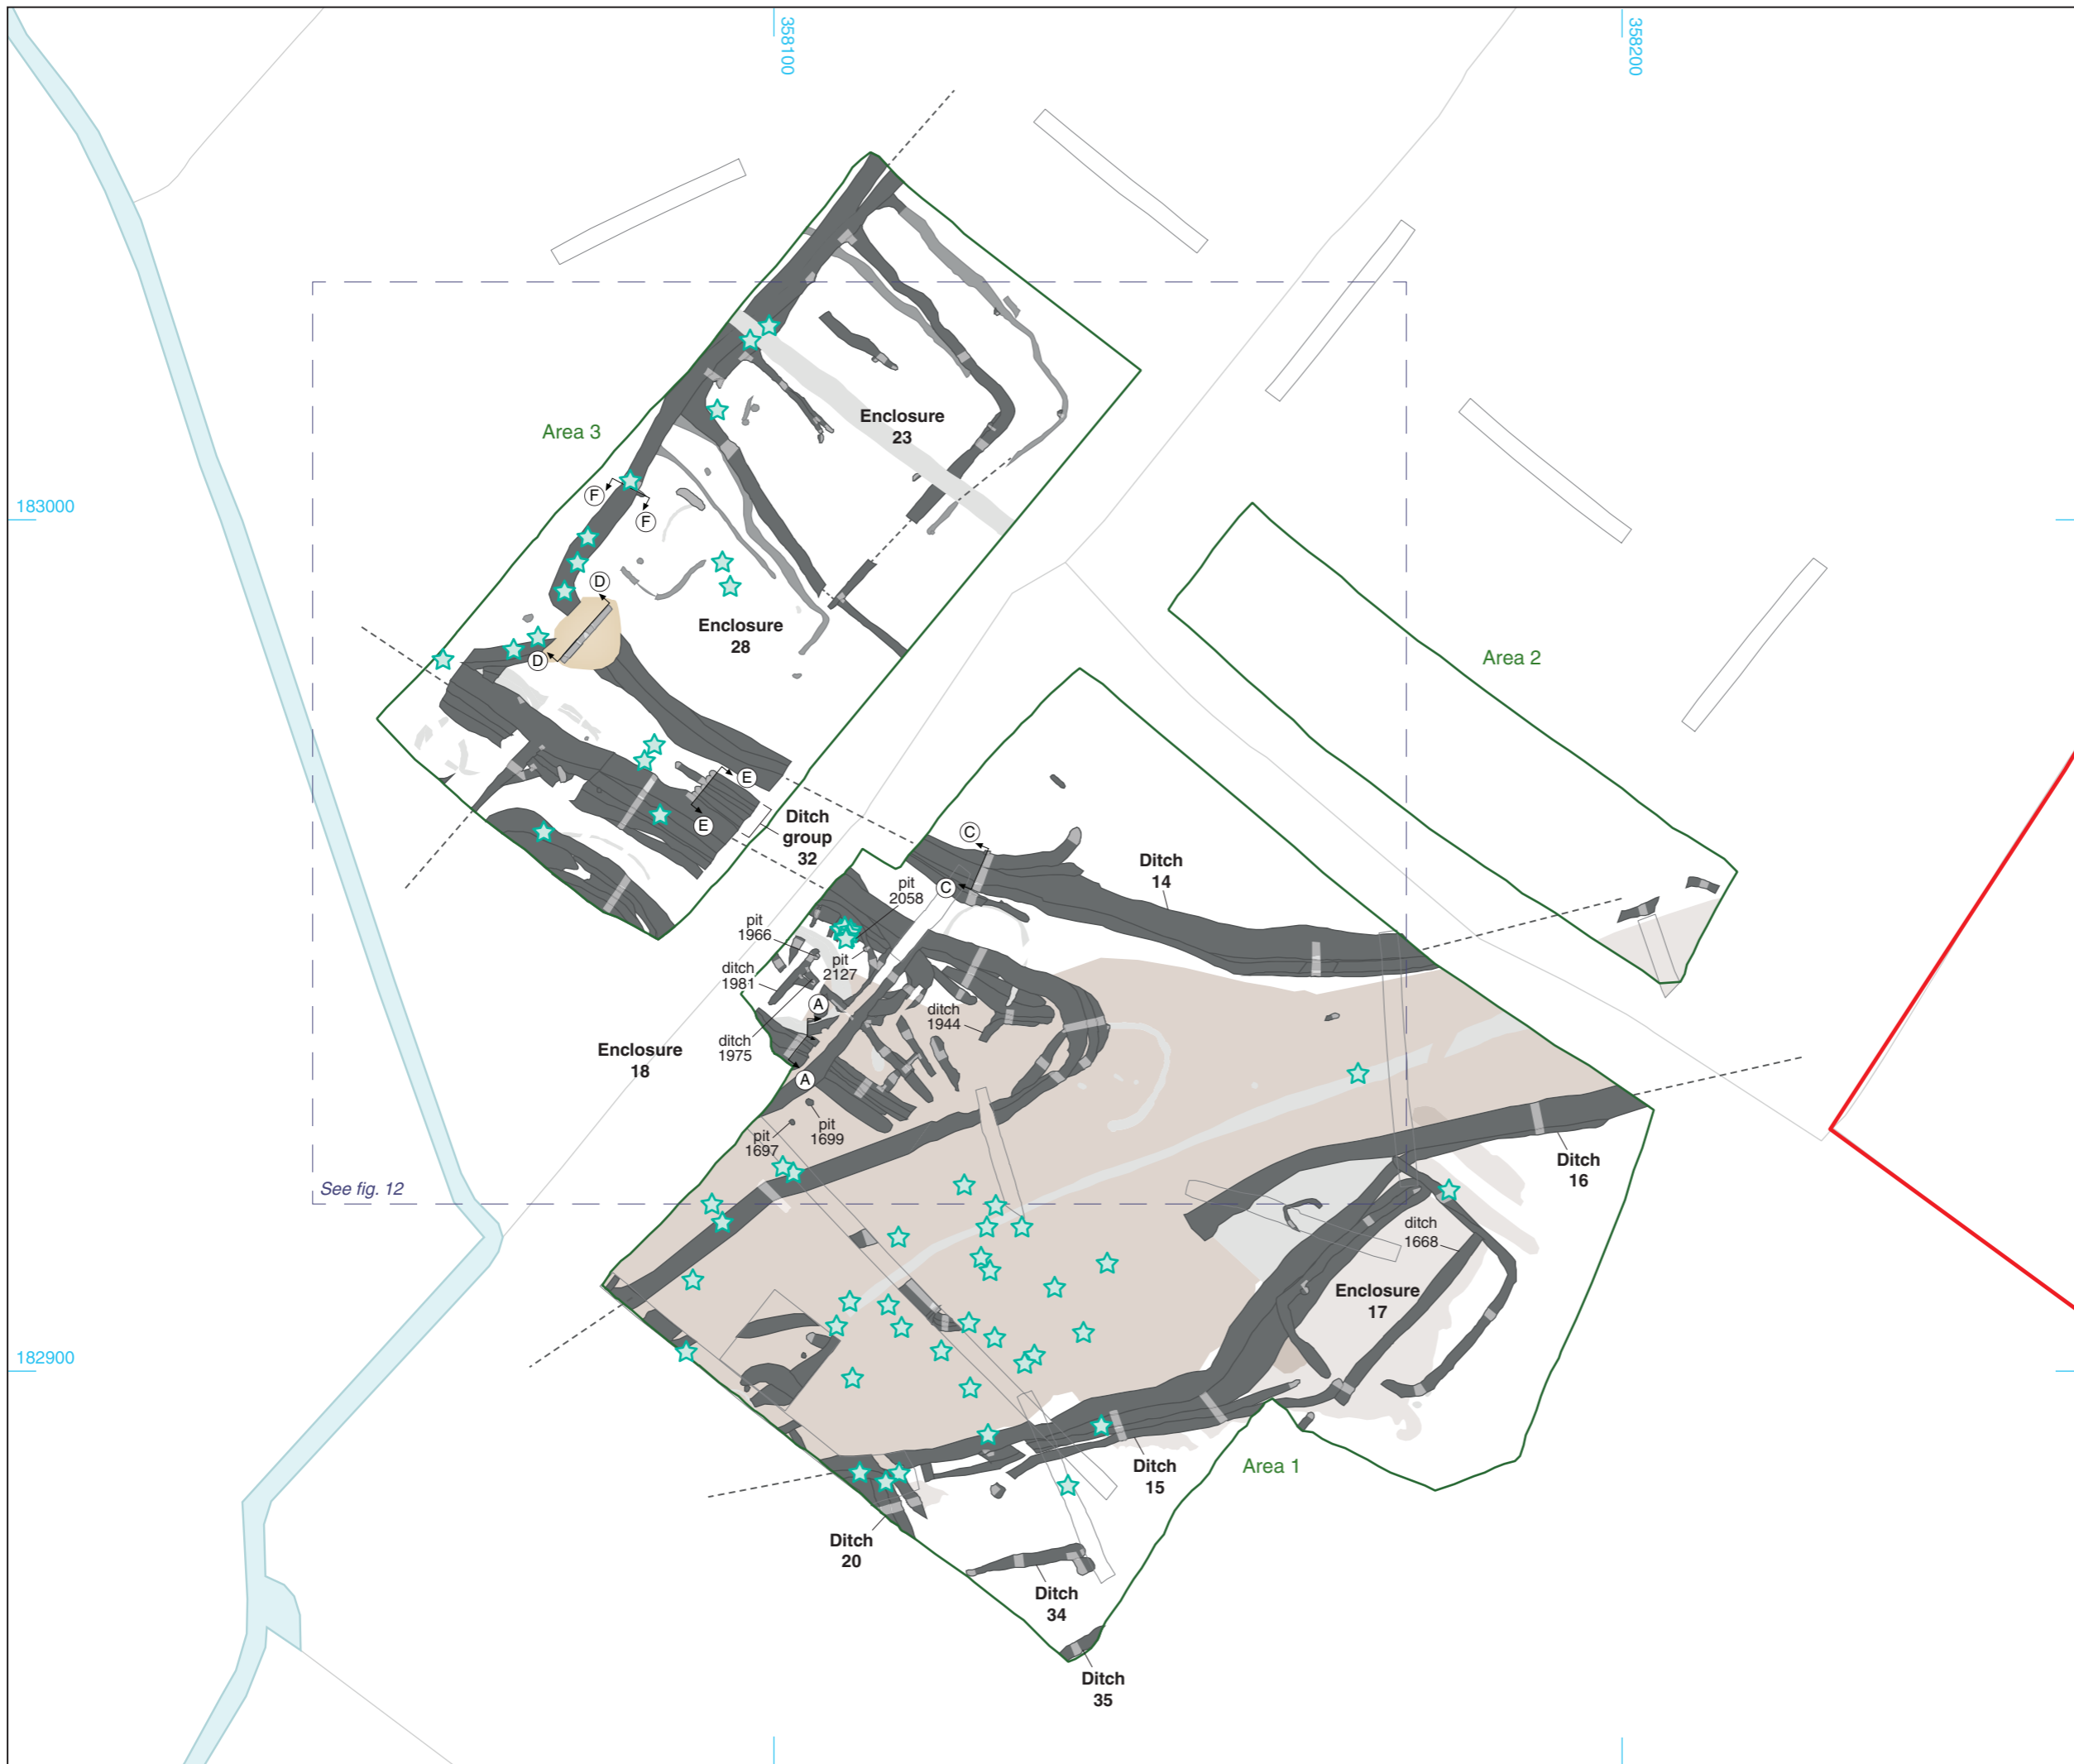 358100
358200
Area 3
Enclosure
23
183000
F
F
D
Enclosure
28
D
Area 2
E
E
Ditch
group
32
C
Ditch
14
C
pit
2058
pit
1966
pit
2127
ditch
1981
A
ditch
1944
ditch
1975
Enclosure
18
A
pit
1699
pit
1697
See fig. 12
Ditch
16
ditch
1668
Enclosure
17
182900
Area 1
Ditch
15
Ditch
20
Ditch
34
Ditch
35